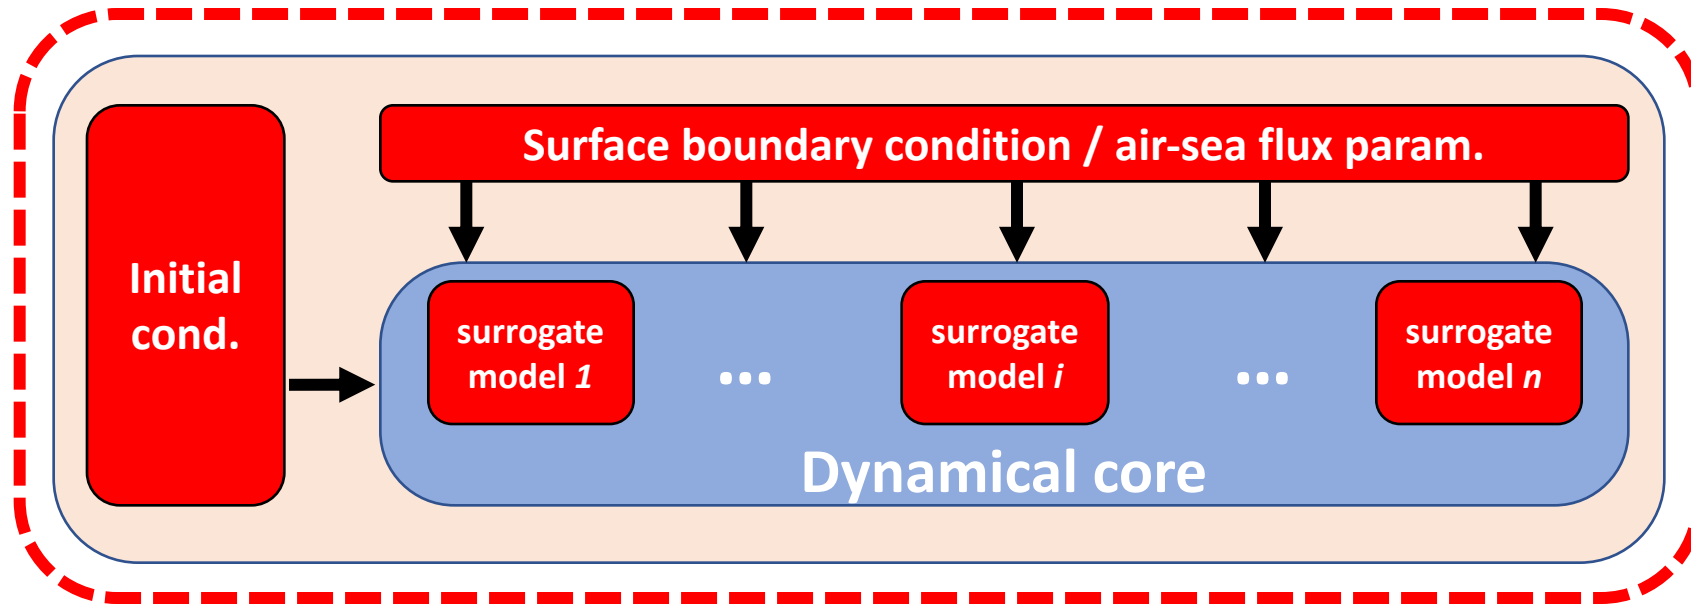 Surface boundary condition / air-sea flux param.
Initial
cond.
surrogate
model 1
...
surrogate
model i
...
surrogate
model n
Dynamical core